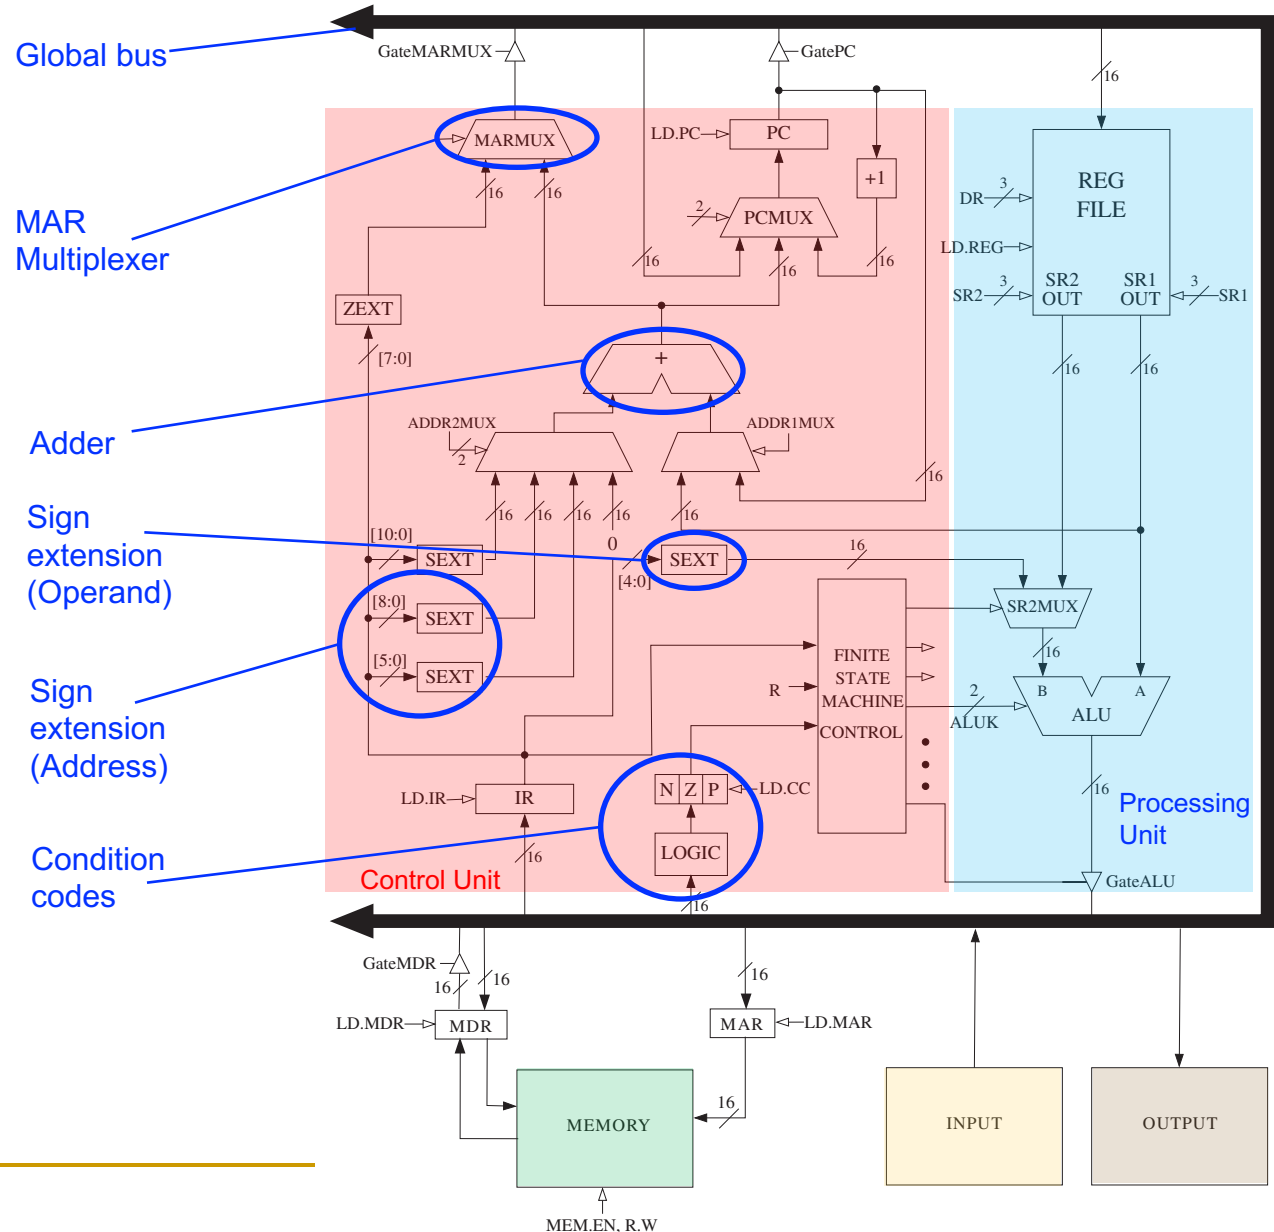 Global bus
GateMARMUX
GatePC
16
MARMUX
LD.PC
PC
+1
16
16
REG
FILE
3
DR
MAR
Multiplexer
2
PCMUX
LD.REG
16
16
16
3
SR2
SR2
OUT
SR1
OUT
3
SR1
ZEXT
[7:0]
+
16
16
Adder
ADDR2MUX
2
ADDR1MUX
16
Sign
extension
(Operand)
16
16
16
16
16
0
[10:0]
SEXT
[4:0]
SEXT
16
[8:0]
SEXT
SR2MUX
[5:0]
SEXT
16
FINITE
STATE
MACHINE
CONTROL
R
Sign
extension
(Address)
B
A
ALU
2
ALUK
LD.IR
IR
N Z P
LD.CC
16
Processing
Unit
Condition
codes
LOGIC
16
Control Unit
16
GateALU
GateMDR
16
16
16
LD.MDR
MDR
MAR
LD.MAR
16
MEMORY
INPUT
OUTPUT
MEM.EN, R.W